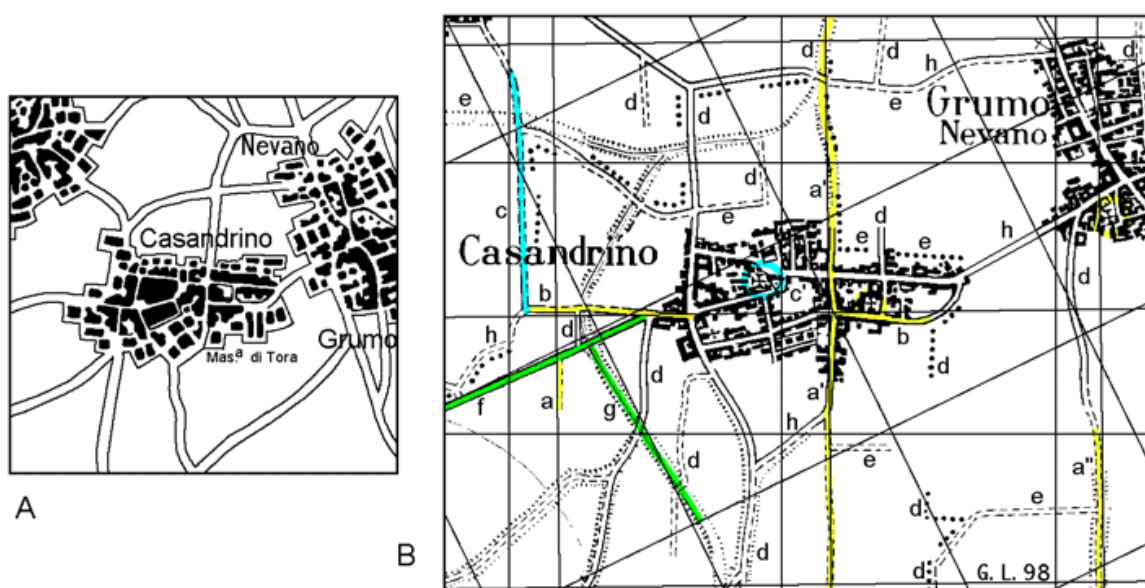 Nevano
Casandrino
Grumo
Mas.ª di Tora
A
d
d
d
h
e
d
e
Grumo
Nevano
d
d
a'
c
e
d
e
e
h
Casandrino
d
c
b
b
h
d
d
d
a'
f
a
g
h
d
e
a"
d
d
e
d
G. L. 98
B